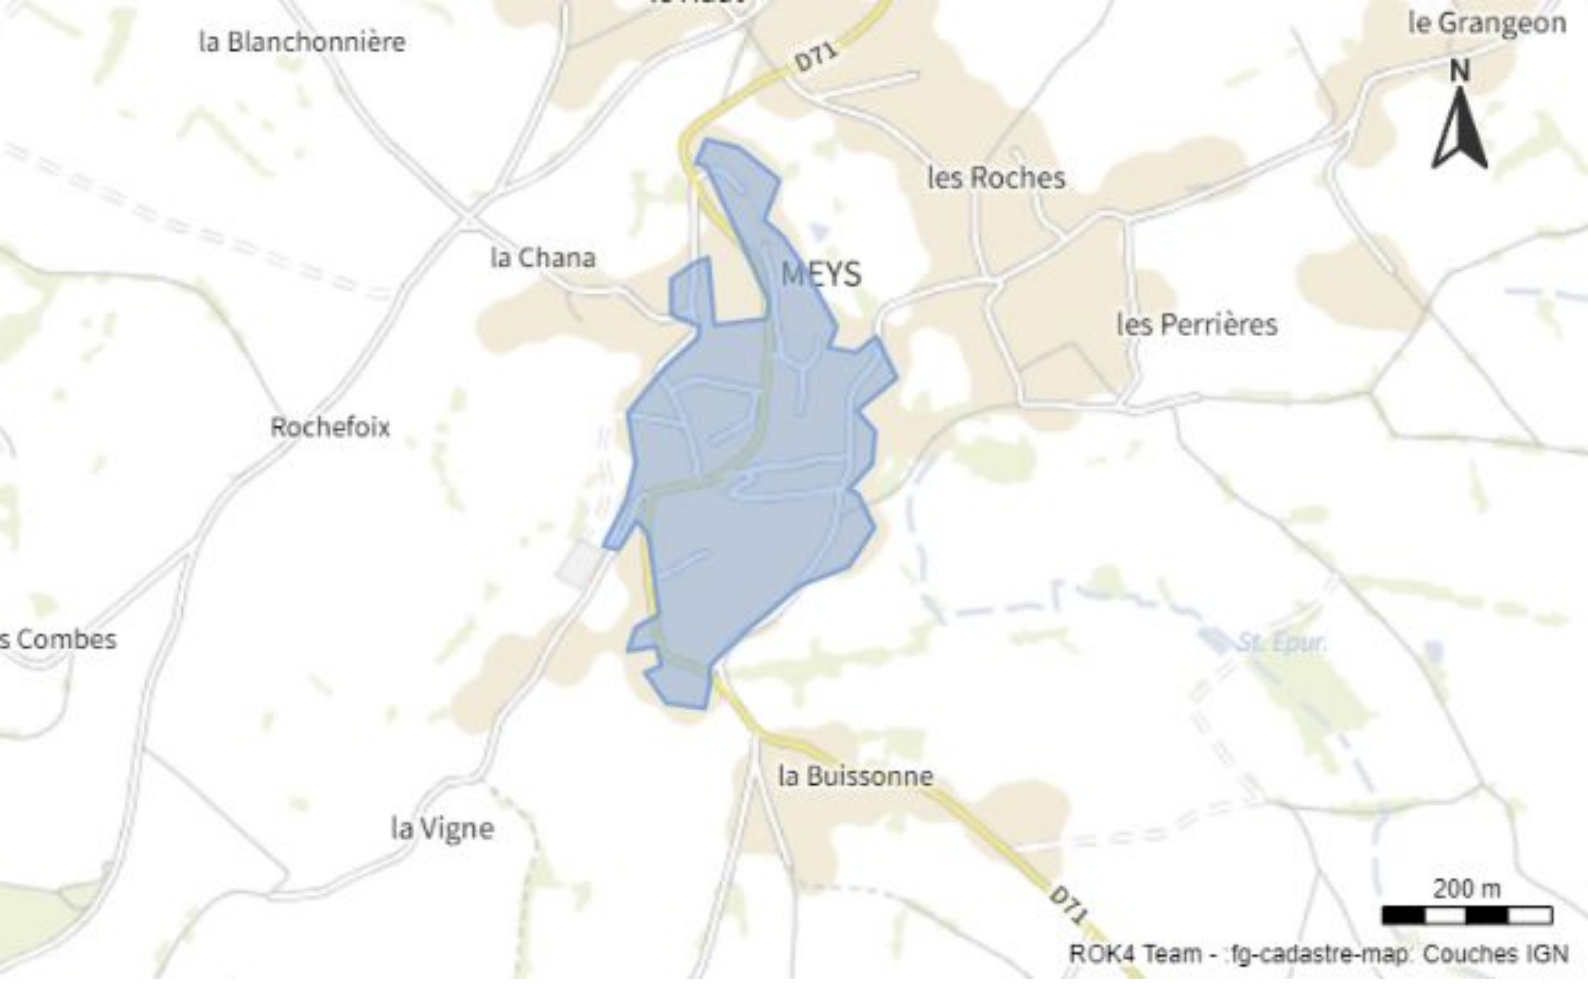 la Blanchonnière
D71
le Grangeon
N
les Roches
la Chana
MEYS
les Perrières
Rochefoix
s Combes
St. Epur.
la Buissonne
la Vigne
D71
200 m
ROK4 Team - :fg-cadastre-map: Couches IGN